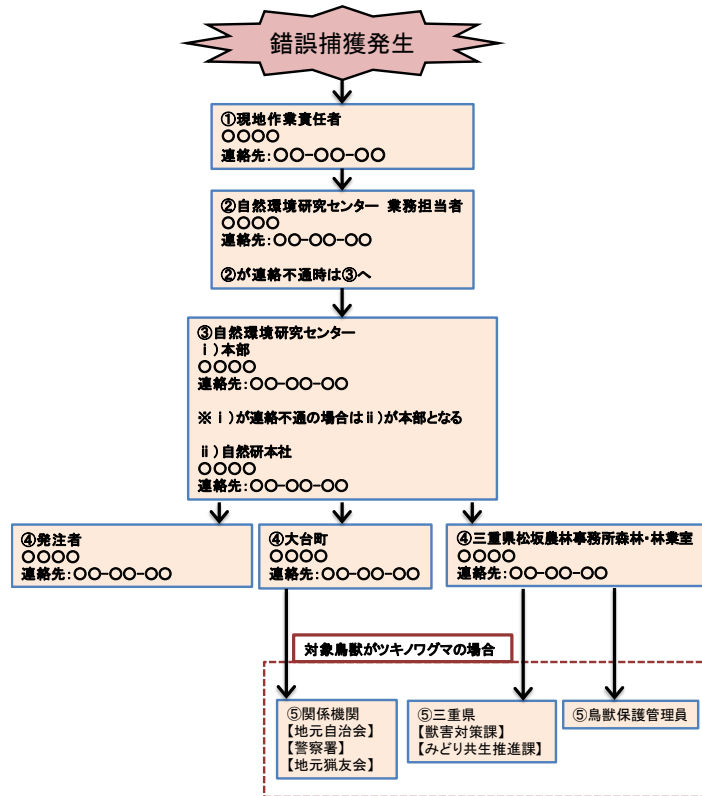 錯誤捕獲発生
①現地作業責任者
○○○○
連絡先：○○-○○-○○
②自然環境研究センター 業務担当者
○○○○
連絡先：○○-○○-○○
②が連絡不通時は③へ
③自然環境研究センター
ⅰ）本部
○○○○
連絡先：○○-○○-○○
※ⅰ）が連絡不通の場合はⅱ）が本部となる
ⅱ）自然研本社
○○○○
連絡先：○○-○○-○○
④発注者
○○○○
連絡先：○○-○○-○○
④大台町
○○○○
連絡先：○○-○○-○○
④三重県松坂農林事務所森林・林業室
○○○○
連絡先：○○-○○-○○
対象鳥獣がツキノワグマの場合
⑤関係機関
【地元自治会】
【警察署】
【地元猟友会】
⑤三重県
【獣害対策課】
【みどり共生推進課】
⑤鳥獣保護管理員